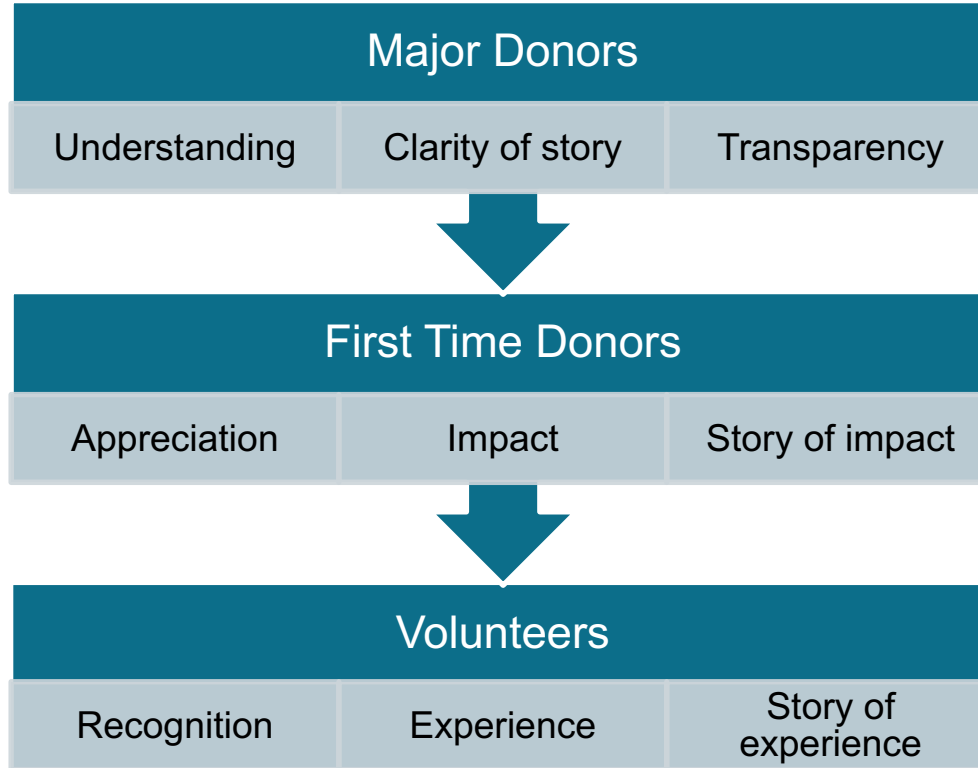 Major Donors
Understanding
Clarity of story
Transparency
First Time Donors
Appreciation
Impact
Story of impact
Volunteers
Recognition
Experience
Story of
experience